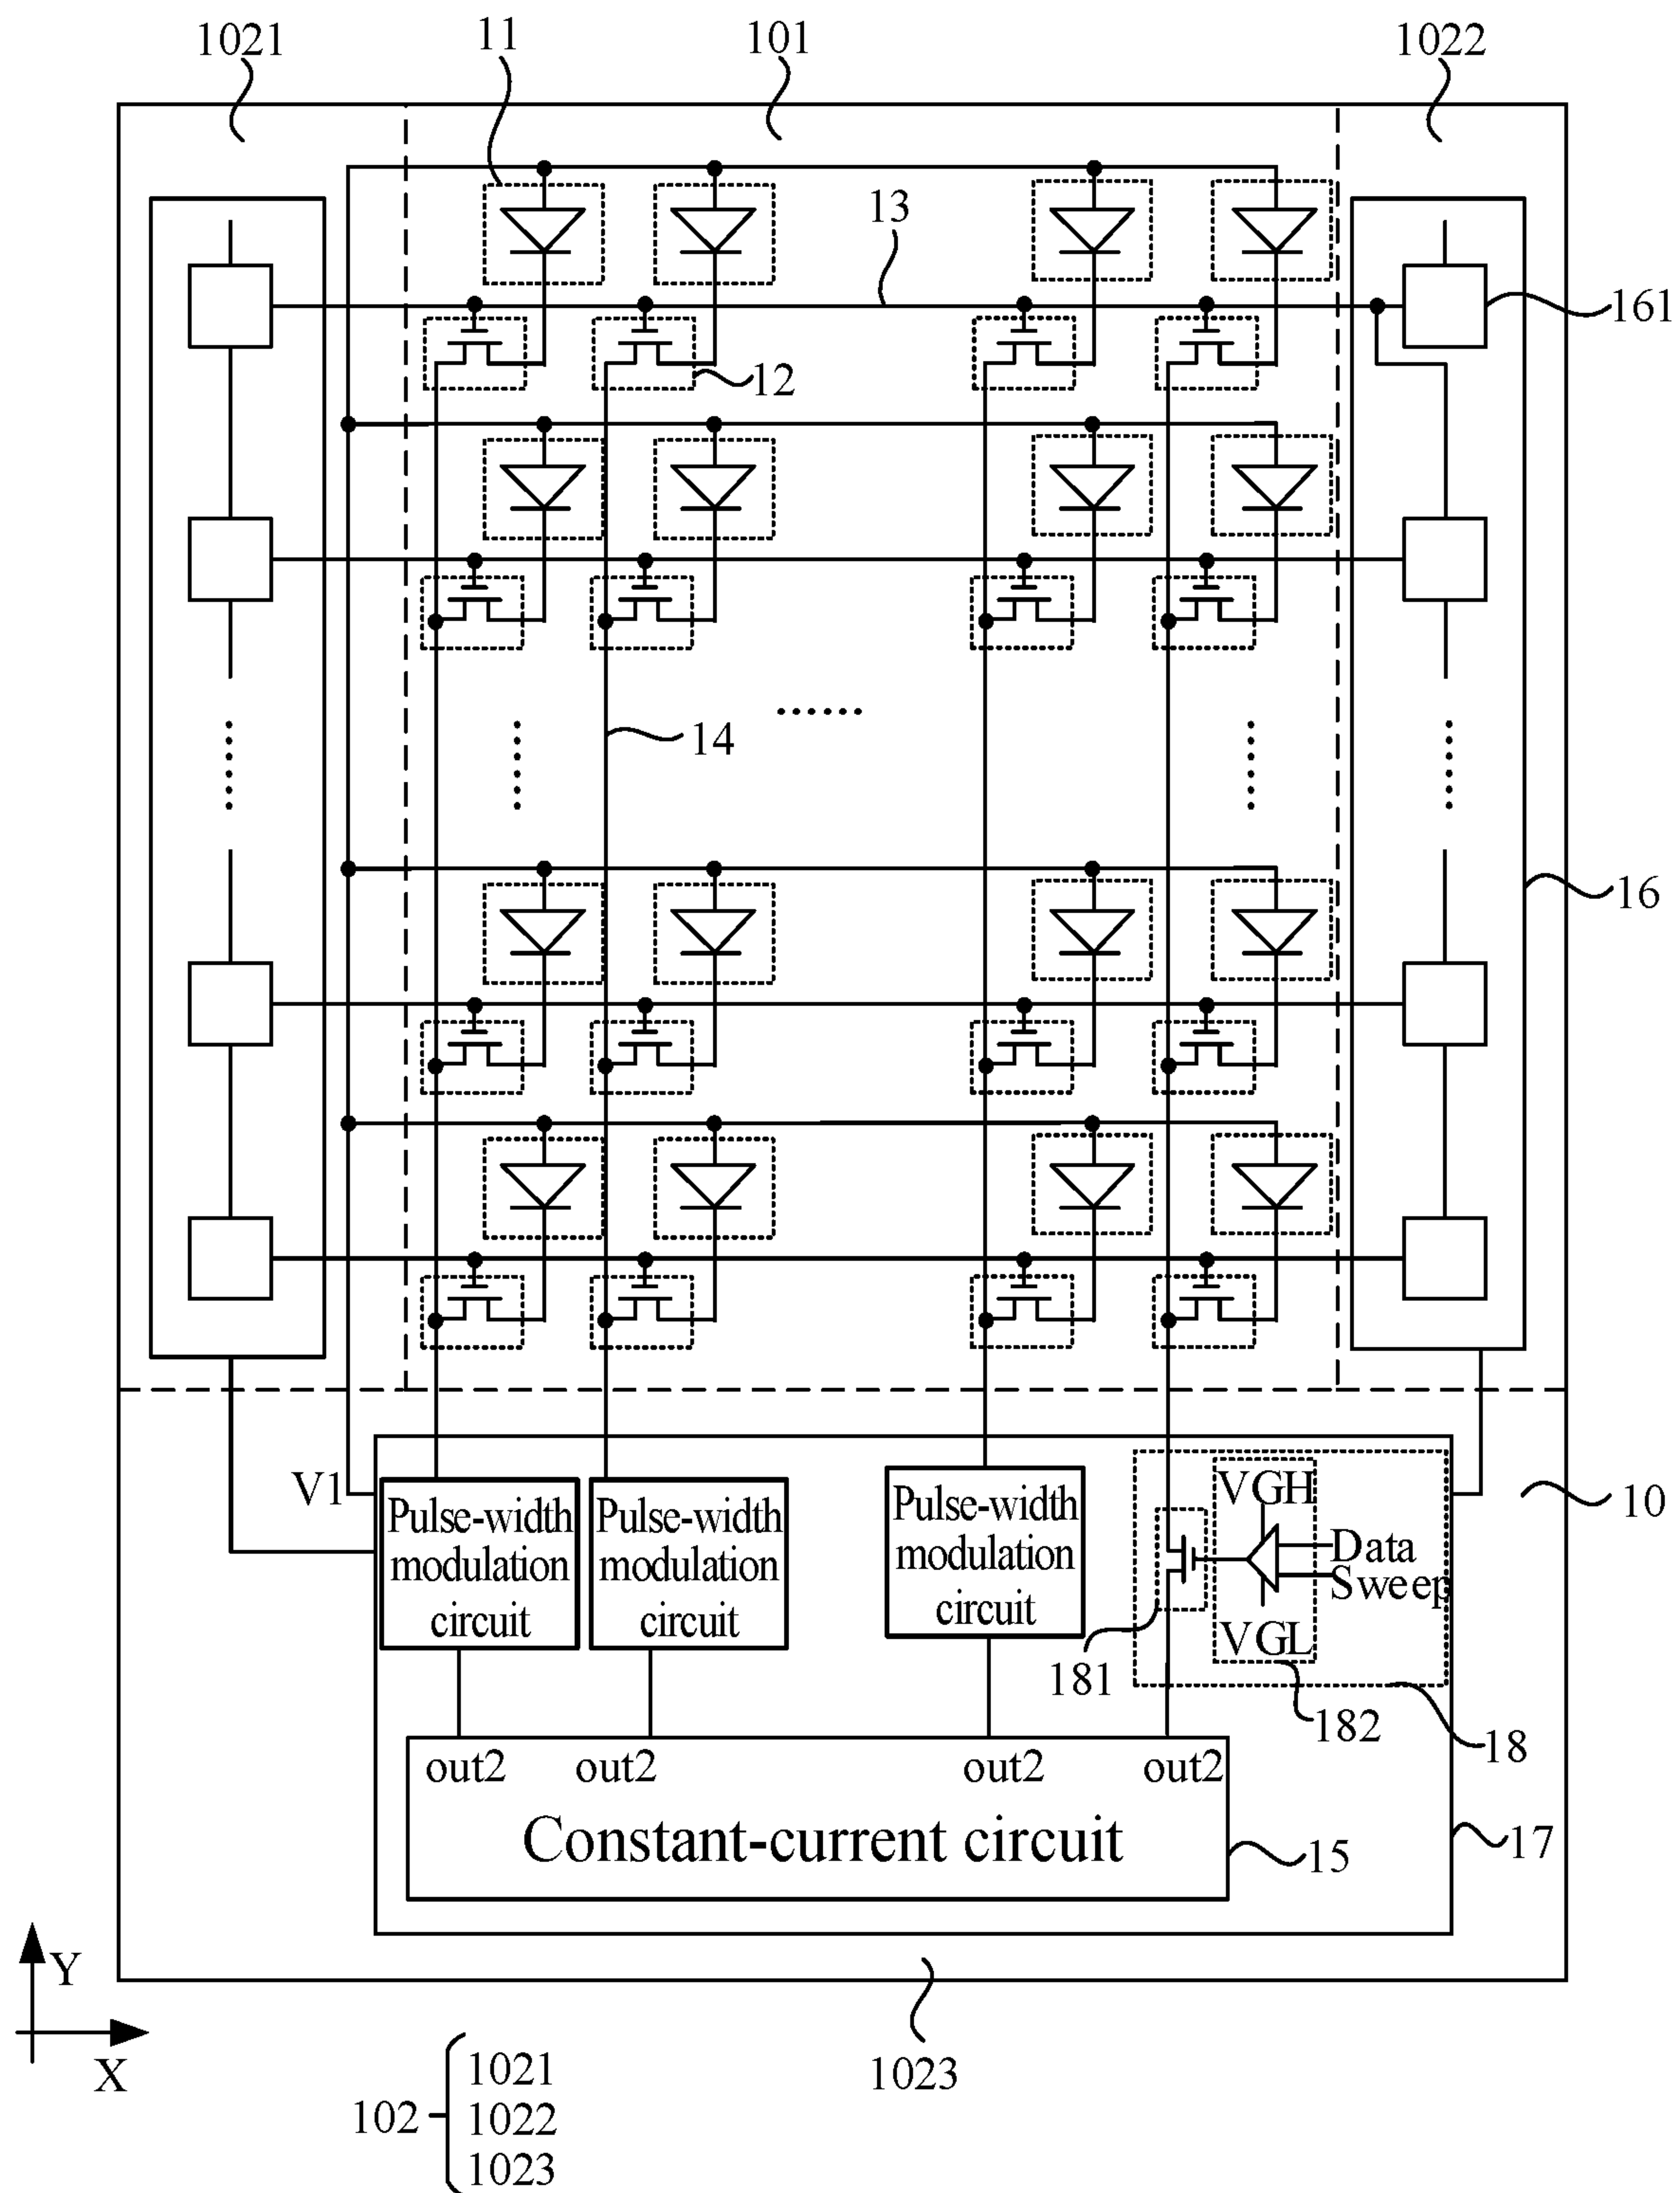 1021
11
101
1022
13
161
12
14
16
V1
Pulse-width
modulation
circuit
Pulse-width
modulation
circuit
Pulse-width
modulation
circuit
VGH
Data
Sweep
VGL
10
181
182
18
out2
out2
out2
out2
Constant-current circuit
15
17
Y
X
1023
102
1021
1022
1023